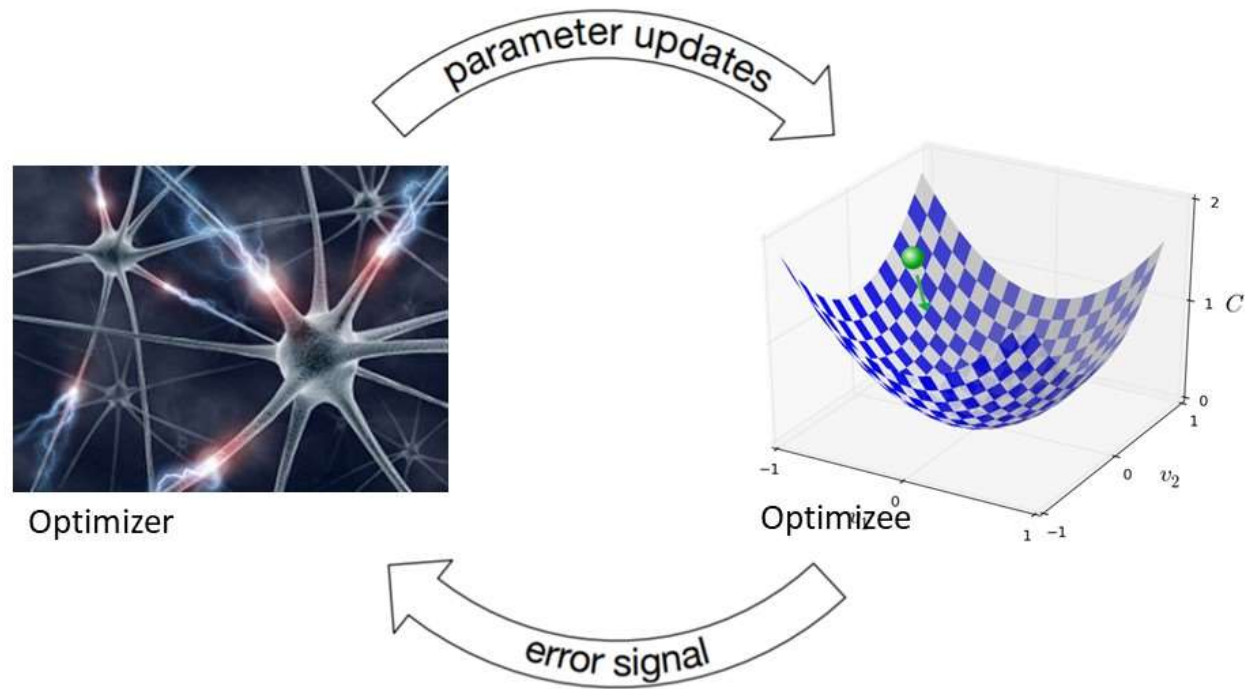 parameter updates
2
1
C
0
1
0
v₂
-1
0
1
-1
Optimizer
Optimizee
error signal